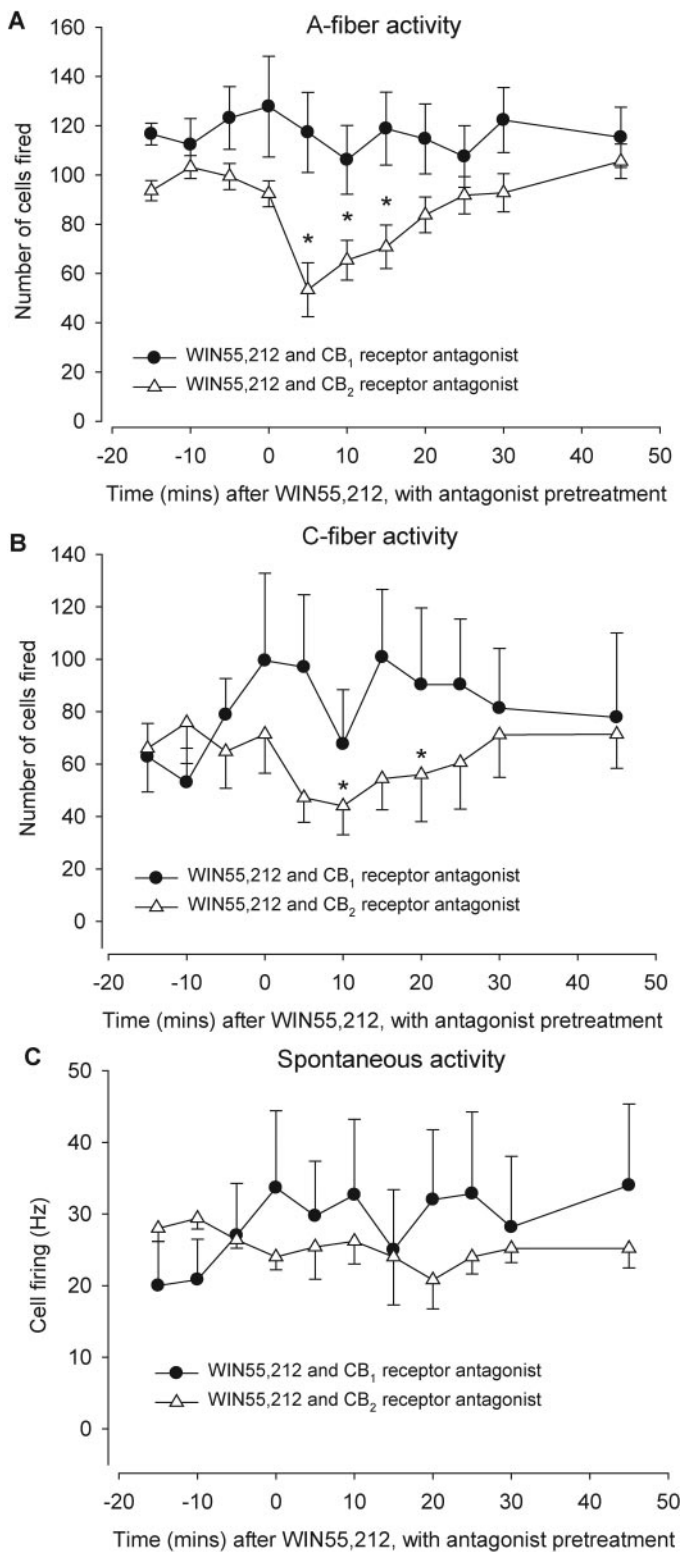 A
A-fiber activity
160
140
120
100
80
60
40
20
0
Number of cells fired
* * *
WIN55,212 and CB₁ receptor antagonist
WIN55,212 and CB₂ receptor antagonist
-20 -10 0 10 20 30 40 50
Time (mins) after WIN55,212, with antagonist pretreatment
B
C-fiber activity
140
120
100
80
60
40
20
0
Number of cells fired
* *
WIN55,212 and CB₁ receptor antagonist
WIN55,212 and CB₂ receptor antagonist
-20 -10 0 10 20 30 40 50
Time (mins) after WIN55,212, with antagonist pretreatment
C
Spontaneous activity
50
40
30
20
10
0
Cell firing (Hz)
WIN55,212 and CB₁ receptor antagonist
WIN55,212 and CB₂ receptor antagonist
-20 -10 0 10 20 30 40 50
Time (mins) after WIN55,212, with antagonist pretreatment